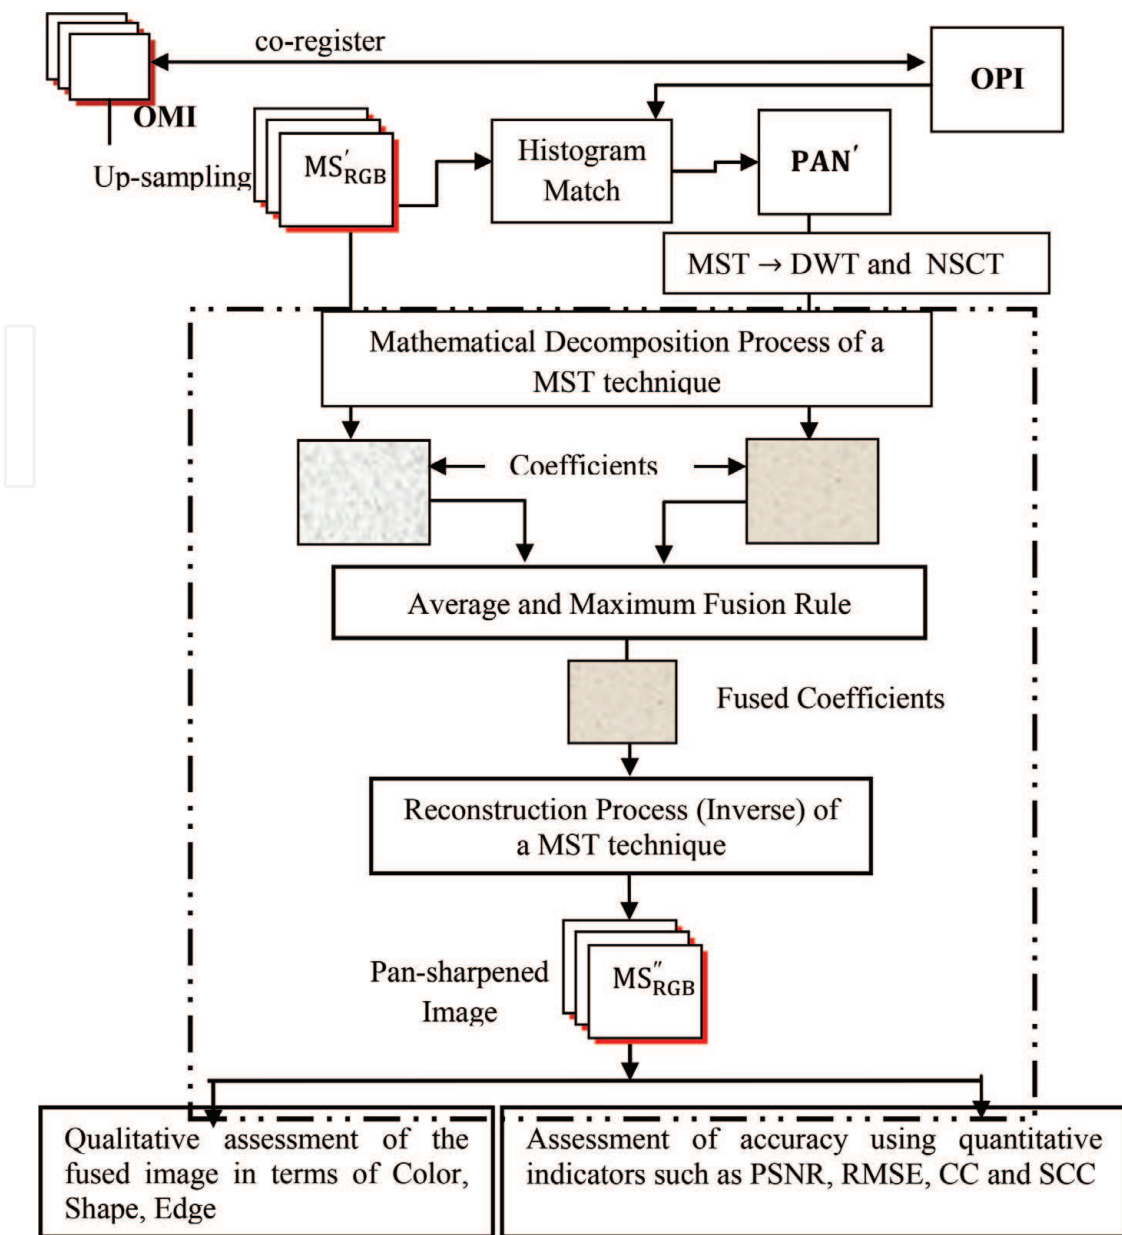 co-register
OMI
OPI
Up-sampling
MS′RGB
Histogram
Match
PAN′
MST → DWT and NSCT
Mathematical Decomposition Process of a
MST technique
Coefficients
Average and Maximum Fusion Rule
Fused Coefficients
Reconstruction Process (Inverse) of
a MST technique
Pan-sharpened
Image
MS″RGB
Qualitative assessment of the
fused image in terms of Color,
Shape, Edge
Assessment of accuracy using quantitative
indicators such as PSNR, RMSE, CC and SCC